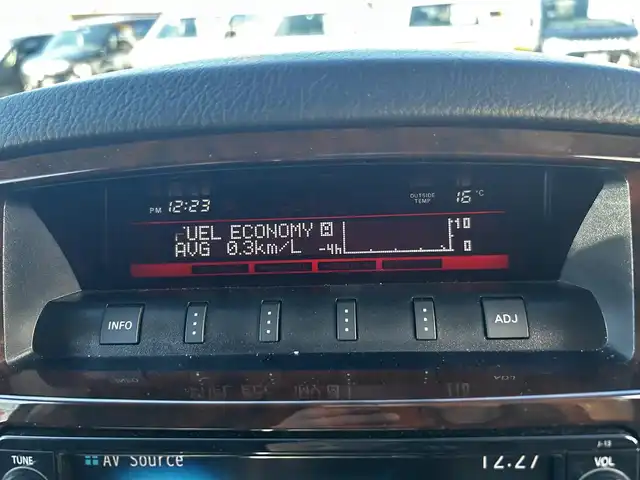 PM 12:23
OUTSIDE TEMP 16 °C
FUEL ECONOMY A
AVG 0.3km/L -4h
10
0
INFO
ADJ
TUNE
AV Source
12:27
VOL